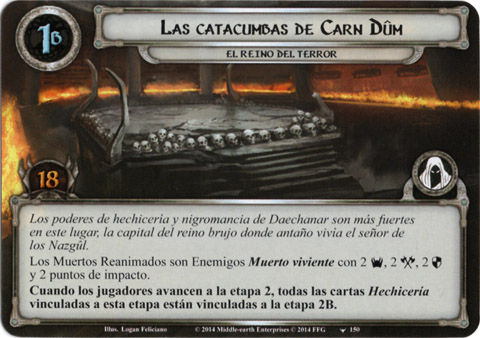 1B
LAS CATACUMBAS DE CARN DÛM
EL REINO DEL TERROR
18
Los poderes de hechicería y nigromancia de Daechanar son más fuertes
en este lugar, la capital del reino brujo donde antaño vivía el señor de
los Nazgûl.
Los Muertos Reanimados son Enemigos Muerto viviente con 2 , 2 , 2
y 2 puntos de impacto.
Cuando los jugadores avancen a la etapa 2, todas las cartas Hechicería
vinculadas a esta etapa están vinculadas a la etapa 2B.
Illus. Logan Feliciano © 2014 Middle-earth Enterprises © 2014 FFG 150